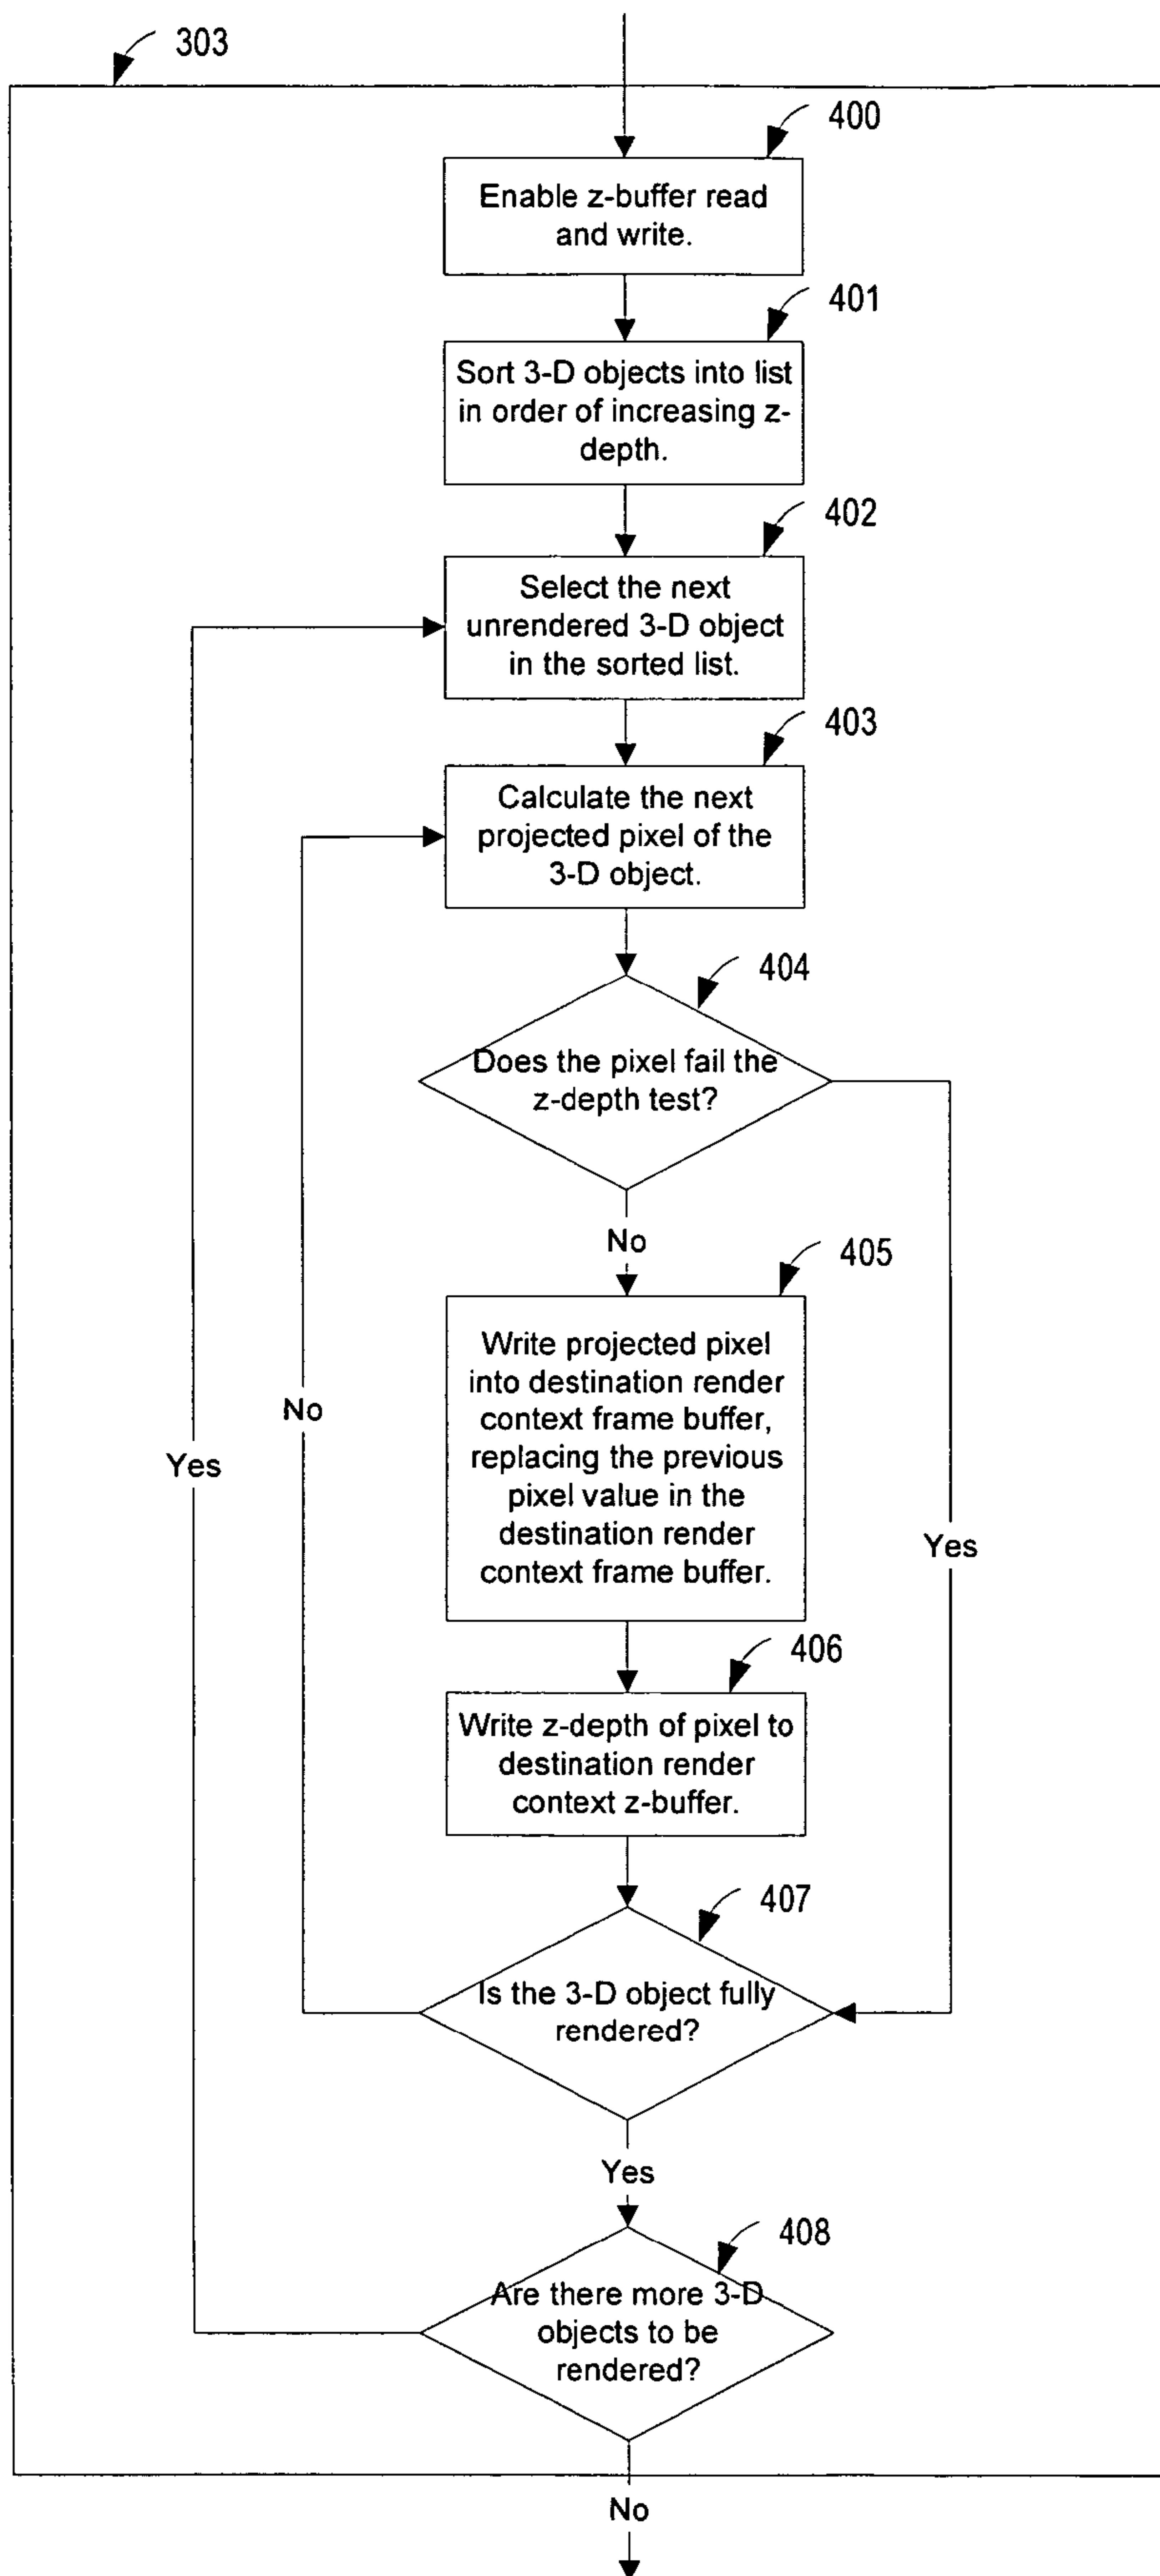 303
400
Enable z-buffer read
and write.
401
Sort 3-D objects into list
in order of increasing z-
depth.
402
Select the next
unrendered 3-D object
in the sorted list.
403
Calculate the next
projected pixel of the
3-D object.
404
Does the pixel fail the
z-depth test?
No
405
Write projected pixel
into destination render
context frame buffer,
replacing the previous
pixel value in the
destination render
context frame buffer.
No
Yes
Yes
406
Write z-depth of pixel to
destination render
context z-buffer.
407
Is the 3-D object fully
rendered?
Yes
408
Are there more 3-D
objects to be
rendered?
No